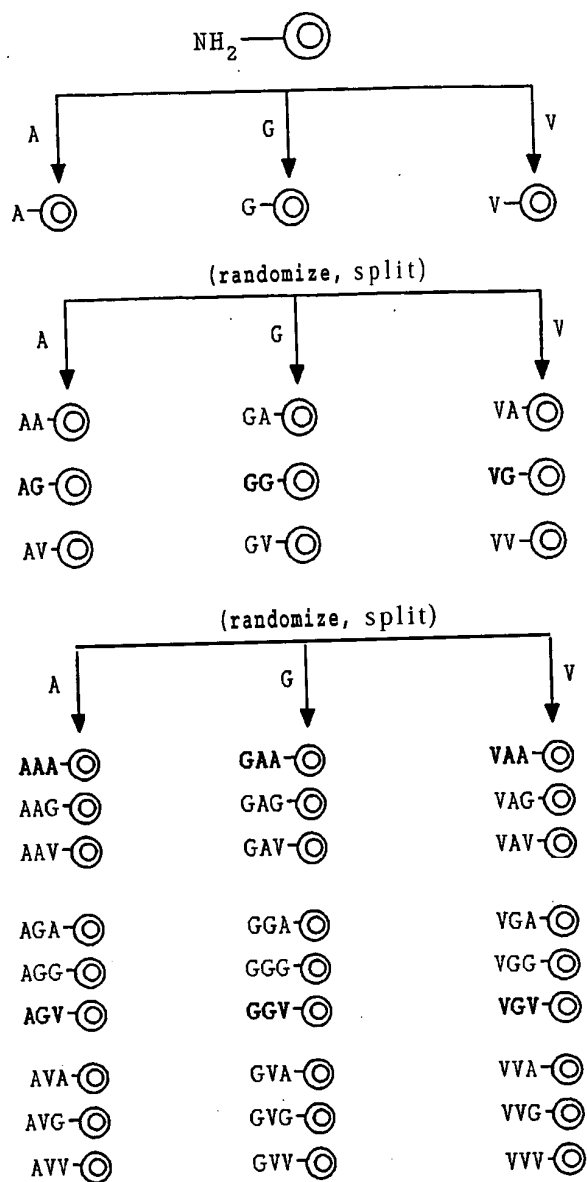 NH2
A G V
A G V
(randomize, split)
A G V
AA GA VA
AG GG VG
AV GV VV
(randomize, split)
A G V
AAA GAA VAA
AAG GAG VAG
AAV GAV VAV
AGA GGA VGA
AGG GGG VGG
AGV GGV VGV
AVA GVA VVA
AVG GVG VVG
AVV GVV VVV